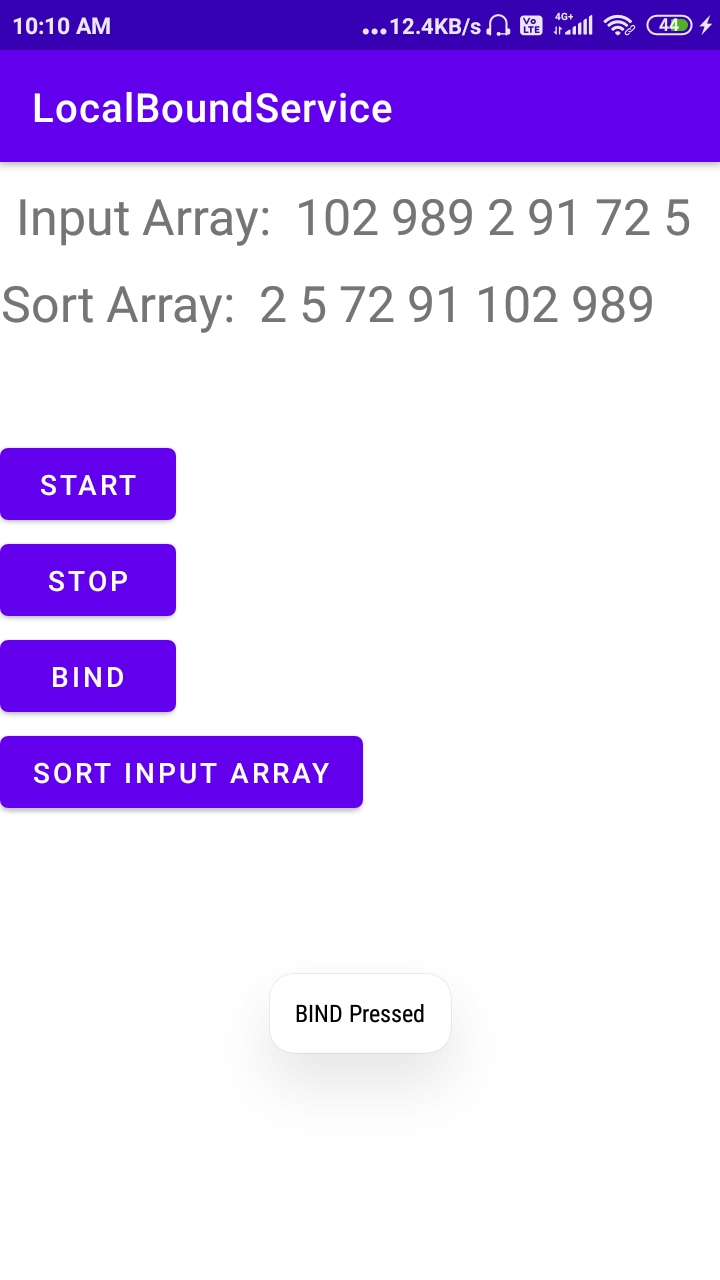 10:10 AM ...12.4KB/s Vo LTE 4G+ 44
LocalBoundService
Input Array:  102 989 2 91 72 5
Sort Array:  2 5 72 91 102 989
START
STOP
BIND
SORT INPUT ARRAY
BIND Pressed